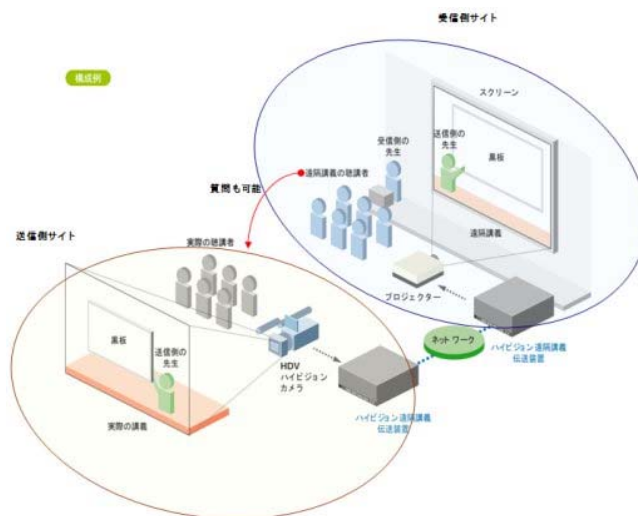 受信側サイト
構成例
スクリーン
受信側の
先生
送信側の
先生
黒板
遠隔講義の聴講者
質問も可能
遠隔講義
送信側サイト
実際の聴講者
プロジェクター
ネットワーク
ハイビジョン遠隔講義
伝送装置
黒板
送信側の
先生
HDV
ハイビジョン
カメラ
実際の講義
ハイビジョン遠隔講義
伝送装置